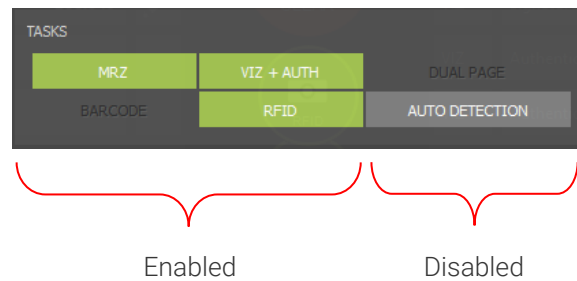 TASKS
MRZ VIZ + AUTH DUAL PAGE
BARCODE RFID AUTO DETECTION
Enabled Disabled